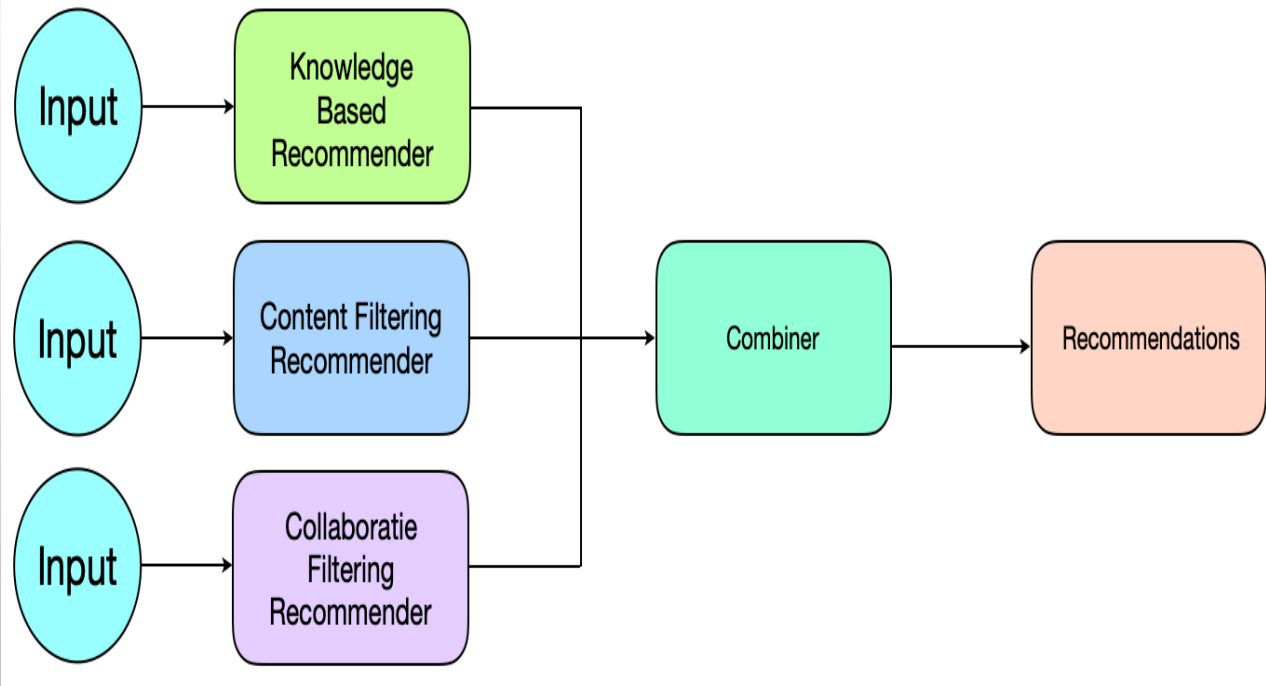 Input
Knowledge
Based
Recommender
Input
Content Filtering
Recommender
Combiner
Recommendations
Input
Collaboratie
Filtering
Recommender